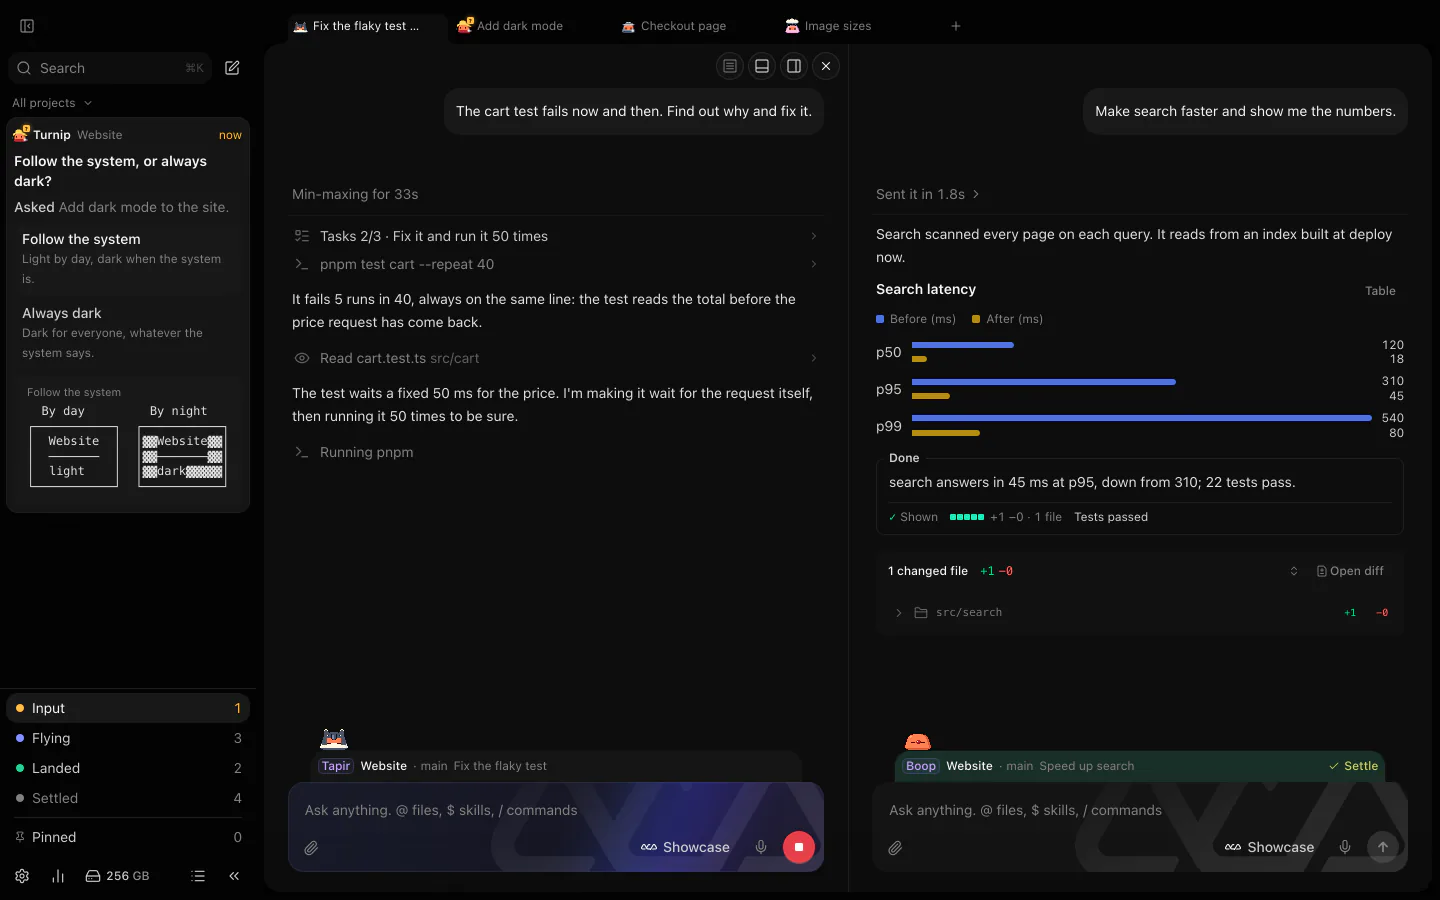 Fix the flaky test ...
Add dark mode
Checkout page
Image sizes
Search
⌘K
All projects
Turnip Website
now
Follow the system, or always
dark?
Asked Add dark mode to the site.
Follow the system
Light by day, dark when the system
is.
Always dark
Dark for everyone, whatever the
system says.
Follow the system
By day By night
Website Website
light dark
Input 1
Flying 3
Landed 2
Settled 4
Pinned 0
256 GB
The cart test fails now and then. Find out why and fix it.
Min-maxing for 33s
Tasks 2/3 · Fix it and run it 50 times
pnpm test cart --repeat 40
It fails 5 runs in 40, always on the same line: the test reads the total before the
price request has come back.
Read cart.test.ts src/cart
The test waits a fixed 50 ms for the price. I'm making it wait for the request itself,
then running it 50 times to be sure.
Running pnpm
Tapir Website · main Fix the flaky test
Ask anything. @ files, $ skills, / commands
Showcase
Make search faster and show me the numbers.
Sent it in 1.8s
Search scanned every page on each query. It reads from an index built at deploy
now.
Search latency
Table
Before (ms) After (ms)
p50 120
18
p95 310
45
p99 540
80
Done
search answers in 45 ms at p95, down from 310; 22 tests pass.
✓ Shown +1 −0 · 1 file Tests passed
1 changed file +1 −0
Open diff
src/search +1 −0
Boop Website · main Speed up search
✓ Settle
Ask anything. @ files, $ skills, / commands
Showcase